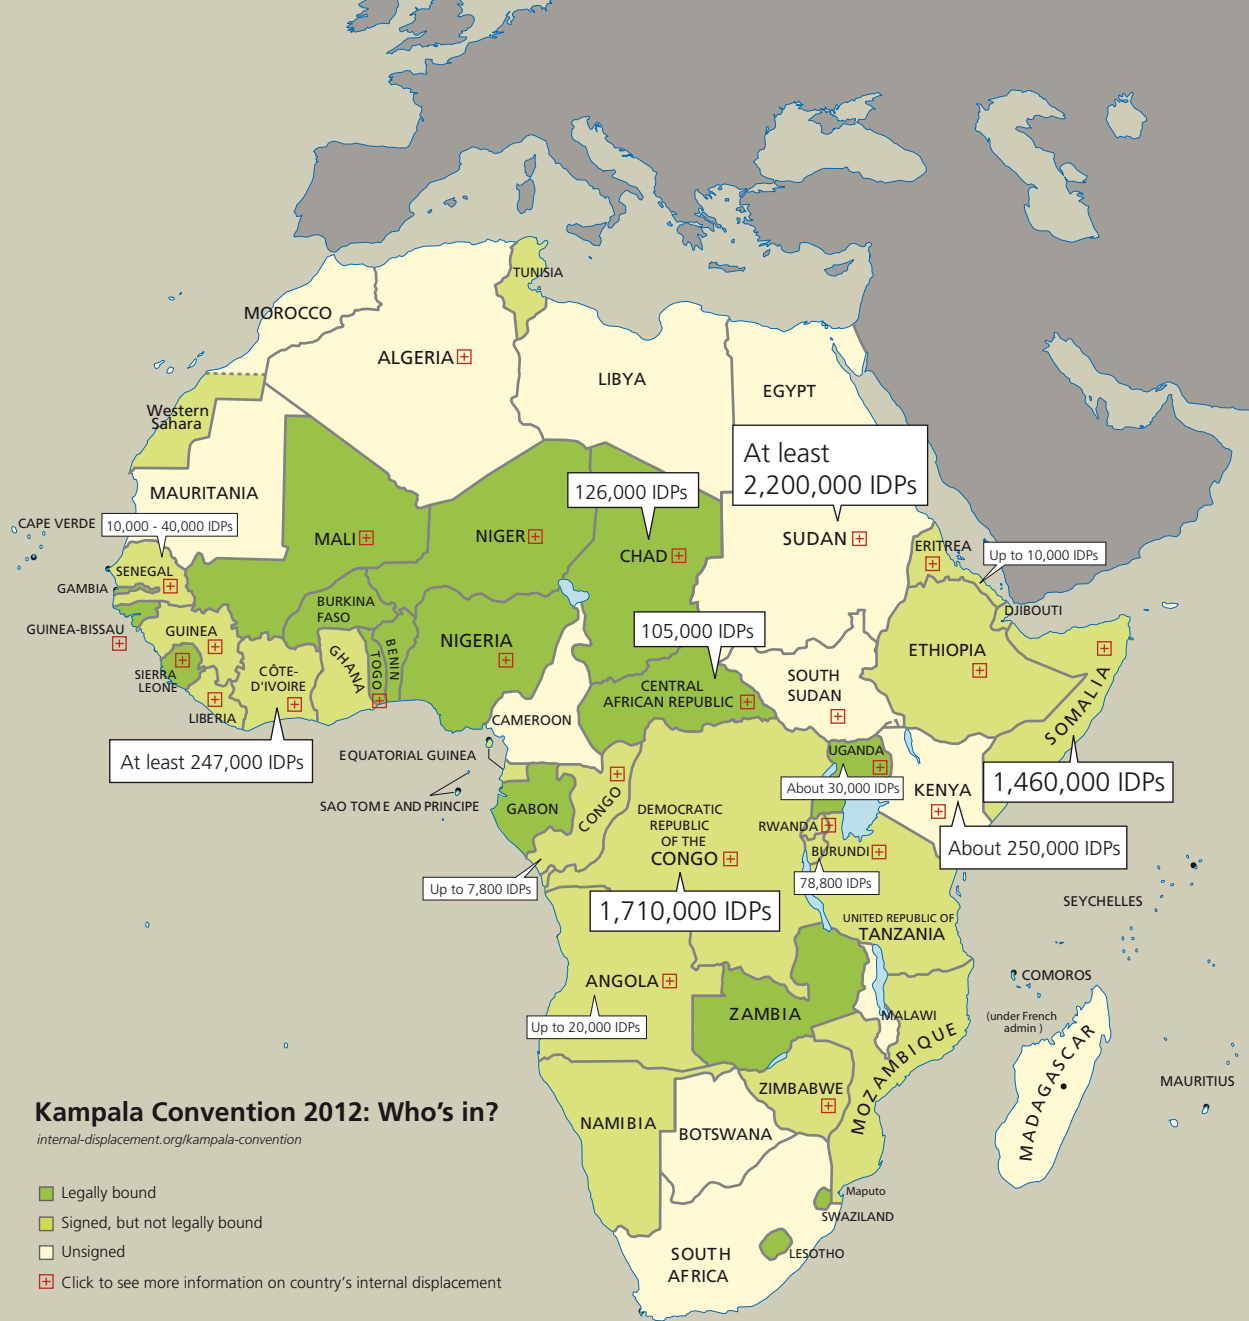 TUNISIA
MOROCCO
ALGERIA
LIBYA
EGYPT
Western
Sahara
At least
2,200,000 IDPs
MAURITANIA
126,000 IDPs
CAPE VERDE
10,000 - 40,000 IDPs
MALI
NIGER
CHAD
SUDAN
ERITREA
Up to 10,000 IDPs
SENEGAL
GAMBIA
BURKINA
FASO
DJIBOUTI
GUINEA-BISSAU
GUINEA
NIGERIA
105,000 IDPs
ETHIOPIA
SIERRA
LEONE
CÔTE-
D'IVOIRE
GHANA
TOGO
BENIN
CENTRAL
AFRICAN REPUBLIC
SOUTH
SUDAN
SOMALIA
LIBERIA
CAMEROON
At least 247,000 IDPs
EQUATORIAL GUINEA
UGANDA
1,460,000 IDPs
SAO TOME AND PRINCIPE
GABON
CONGO
DEMOCRATIC
REPUBLIC
OF THE
CONGO
About 30,000 IDPs
KENYA
RWANDA
BURUNDI
About 250,000 IDPs
Up to 7,800 IDPs
78,800 IDPs
1,710,000 IDPs
UNITED REPUBLIC OF
TANZANIA
SEYCHELLES
ANGOLA
COMOROS
Up to 20,000 IDPs
ZAMBIA
MALAWI
(under French
admin )
MOZAMBIQUE
MADAGASCAR
MAURITIUS
ZIMBABWE
NAMIBIA
BOTSWANA
Maputo
SWAZILAND
LESOTHO
SOUTH
AFRICA
Kampala Convention 2012: Who's in?
internal-displacement.org/kampala-convention
Legally bound
Signed, but not legally bound
Unsigned
Click to see more information on country's internal displacement